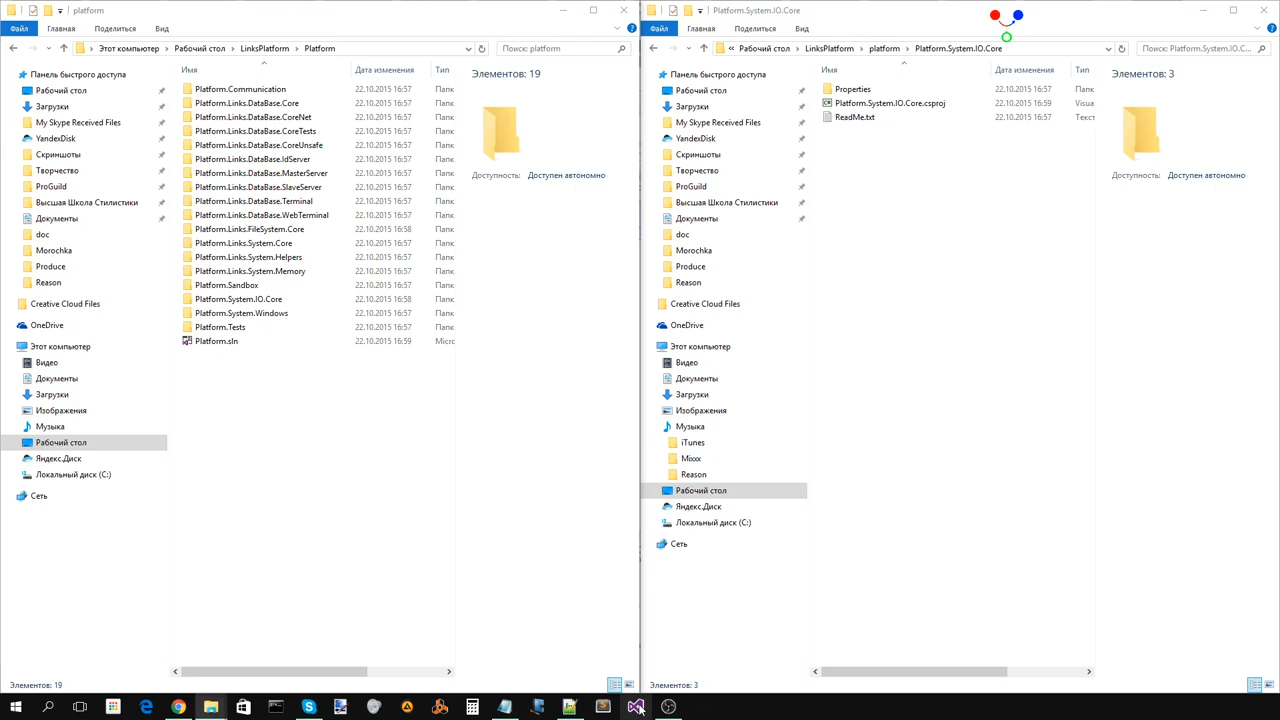 platform
Файл Главная Поделиться Вид
Этот компьютер Рабочий стол LinksPlatform Platform
Поиск: platform
Панель быстрого доступа
Рабочий стол
Загрузки
My Skype Received Files
YandexDisk
Скриншоты
Творчество
ProGuild
Высшая Школа Стилистики
Документы
doc
Morochka
Produce
Reason
Creative Cloud Files
OneDrive
Этот компьютер
Видео
Документы
Загрузки
Изображения
Музыка
Рабочий стол
Яндекс.Диск
Локальный диск (C:)
Сеть
Имя Дата изменения Тип
Platform.Communication 22.10.2015 16:57 Папк
Platform.Links.DataBase.Core 22.10.2015 16:57 Папк
Platform.Links.DataBase.CoreNet 22.10.2015 16:57 Папк
Platform.Links.DataBase.CoreTests 22.10.2015 16:57 Папк
Platform.Links.DataBase.CoreUnsafe 22.10.2015 16:57 Папк
Platform.Links.DataBase.IdServer 22.10.2015 16:57 Папк
Platform.Links.DataBase.MasterServer 22.10.2015 16:57 Папк
Platform.Links.DataBase.SlaveServer 22.10.2015 16:57 Папк
Platform.Links.DataBase.Terminal 22.10.2015 16:57 Папк
Platform.Links.DataBase.WebTerminal 22.10.2015 16:57 Папк
Platform.Links.FileSystem.Core 22.10.2015 16:58 Папк
Platform.Links.System.Core 22.10.2015 16:57 Папк
Platform.Links.System.Helpers 22.10.2015 16:57 Папк
Platform.Links.System.Memory 22.10.2015 16:57 Папк
Platform.Sandbox 22.10.2015 16:57 Папк
Platform.System.IO.Core 22.10.2015 16:58 Папк
Platform.System.Windows 22.10.2015 16:57 Папк
Platform.Tests 22.10.2015 16:57 Папк
Platform.sln 22.10.2015 16:59 Micrс
Элементов: 19
Доступность: Доступен автономно
Элементов: 19
Platform.System.IO.Core
Файл Главная Поделиться Вид
« Рабочий стол LinksPlatform platform Platform.System.IO.Core
Поиск: Platform.System.IO.C...
Панель быстрого доступа
Рабочий стол
Загрузки
My Skype Received Files
YandexDisk
Скриншоты
Творчество
ProGuild
Высшая Школа Стилистики
Документы
doc
Morochka
Produce
Reason
Creative Cloud Files
OneDrive
Этот компьютер
Видео
Документы
Загрузки
Изображения
Музыка
iTunes
Mixxx
Reason
Рабочий стол
Яндекс.Диск
Локальный диск (C:)
Сеть
Имя Дата изменения Тип
Properties 22.10.2015 16:57 Папк
Platform.System.IO.Core.csproj 22.10.2015 16:59 Visua
ReadMe.txt 22.10.2015 16:57 Текст
Элементов: 3
Доступность: Доступен автономно
Элементов: 3